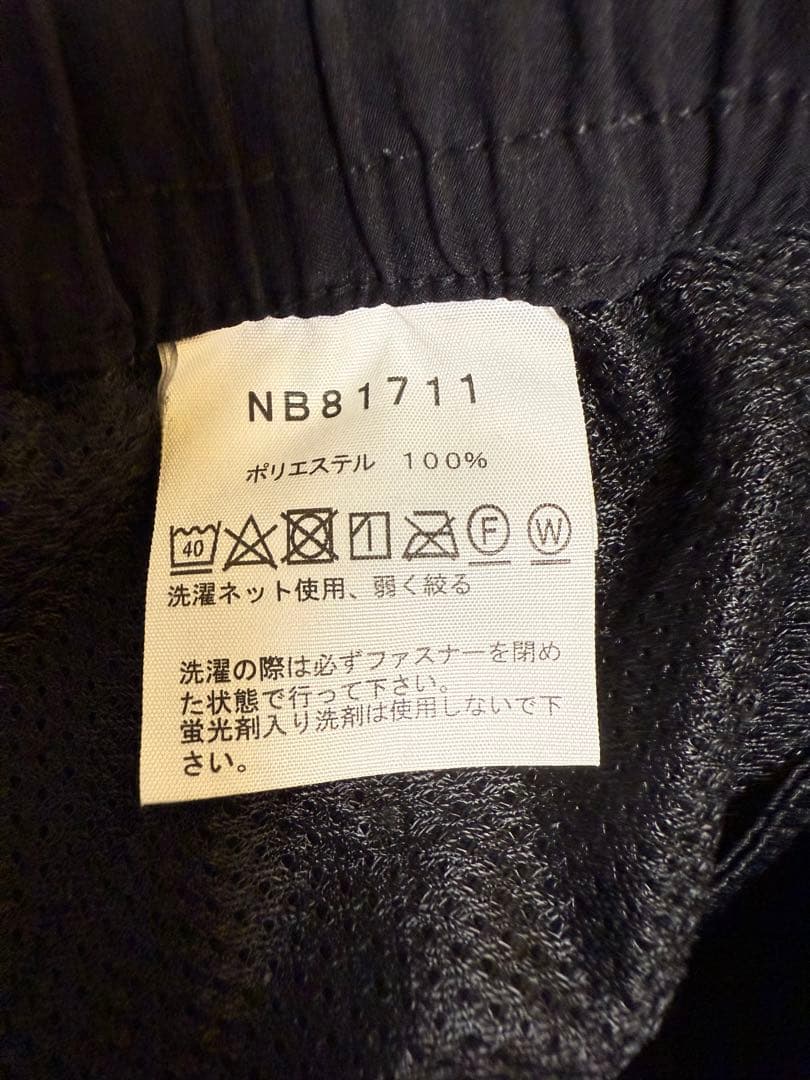 NB81711
ポリエステル 100%
40 F W
洗濯ネット使用、弱く絞る
洗濯の際は必ずファスナーを閉め
た状態で行って下さい。
蛍光剤入り洗剤は使用しないで下
さい。